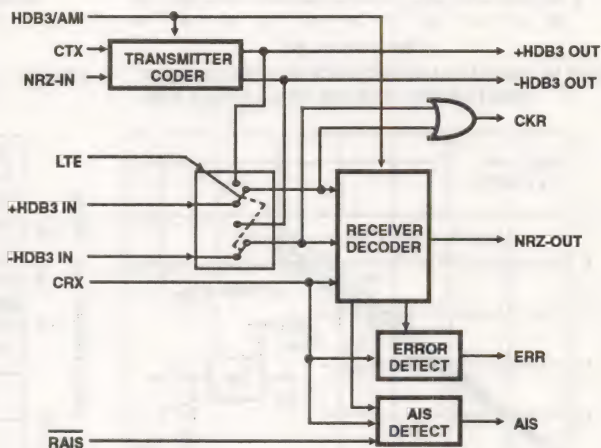 HDB3/AMI
CTX
NRZ-IN
TRANSMITTER
CODER
+HDB3 OUT
-HDB3 OUT
CKR
LTE
+HDB3 IN
-HDB3 IN
CRX
RECEIVER
DECODER
NRZ-OUT
ERROR
DETECT
ERR
AIS
DETECT
AIS
RAIS